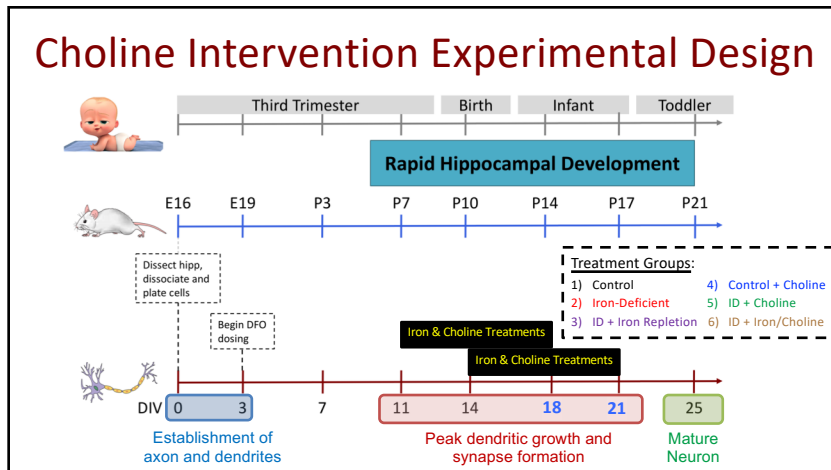 Choline Intervention Experimental Design
Third Trimester Birth Infant Toddler
Rapid Hippocampal Development
E16 E19 P3 P7 P10 P14 P17 P21
Dissect hipp,
dissociate and
plate cells
Begin DFO
dosing
Treatment Groups:
1) Control 4) Control + Choline
2) Iron-Deficient 5) ID + Choline
3) ID + Iron Repletion 6) ID + Iron/Choline
Iron & Choline Treatments
Iron & Choline Treatments
DIV 0 3 7 11 14 18 21 25
Establishment of
axon and dendrites
Peak dendritic growth and
synapse formation
Mature
Neuron